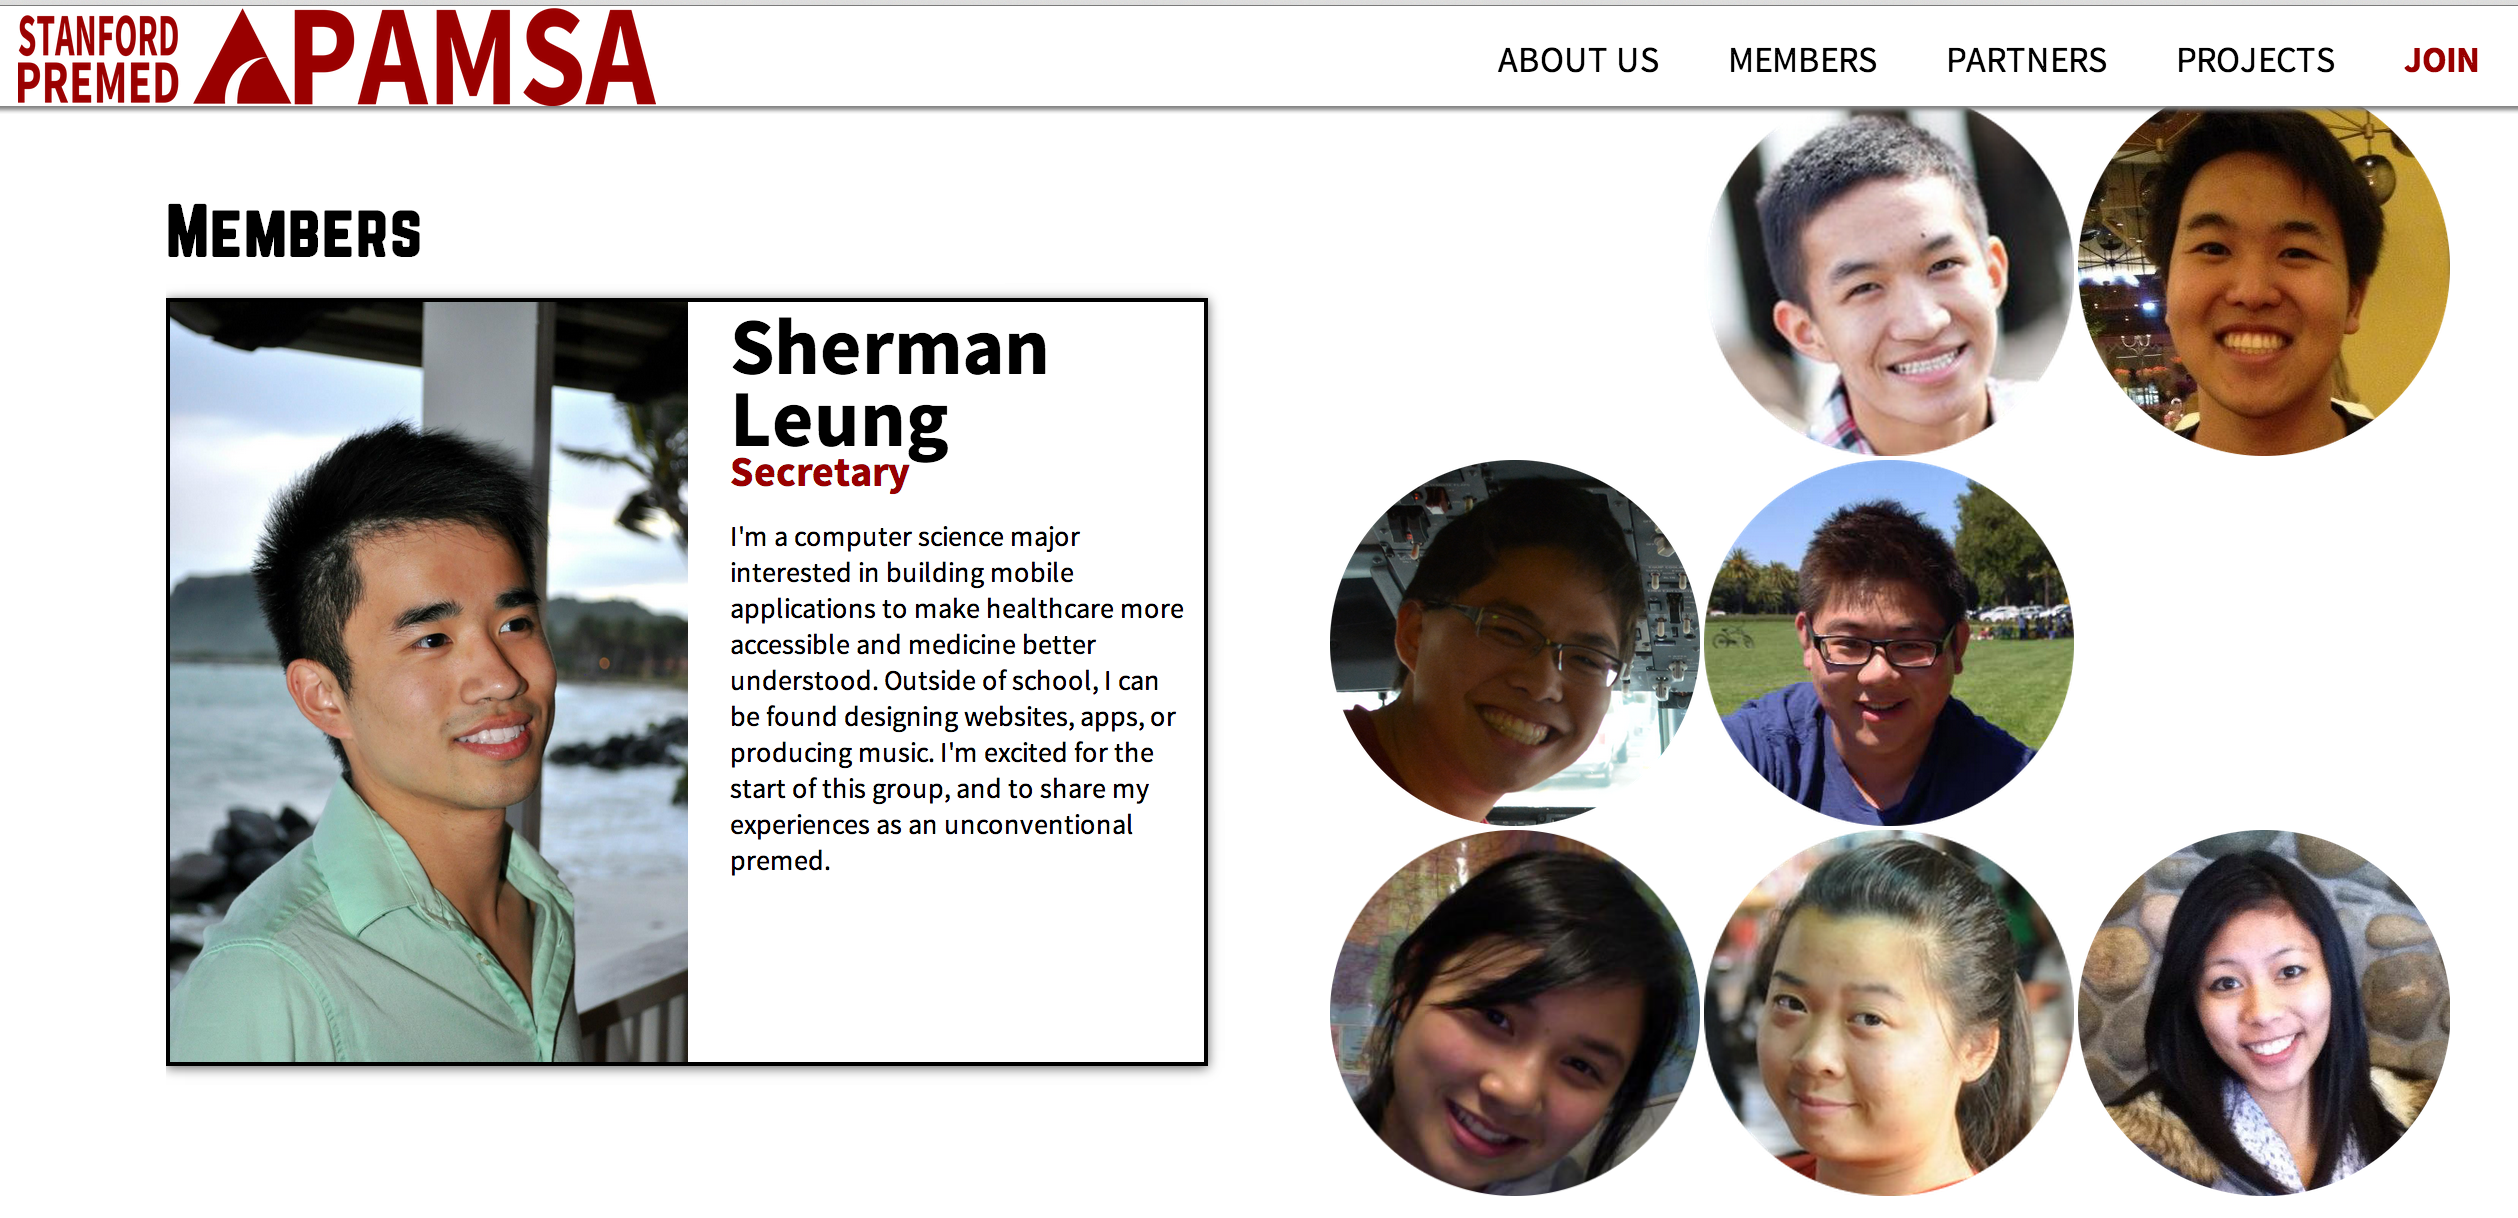 STANFORD
PREMED
APAMSA
ABOUT US
MEMBERS
PARTNERS
PROJECTS
JOIN
MEMBERS
Sherman
Leung
Secretary
I'm a computer science major
interested in building mobile
applications to make healthcare more
accessible and medicine better
understood. Outside of school, I can
be found designing websites, apps, or
producing music. I'm excited for the
start of this group, and to share my
experiences as an unconventional
premed.